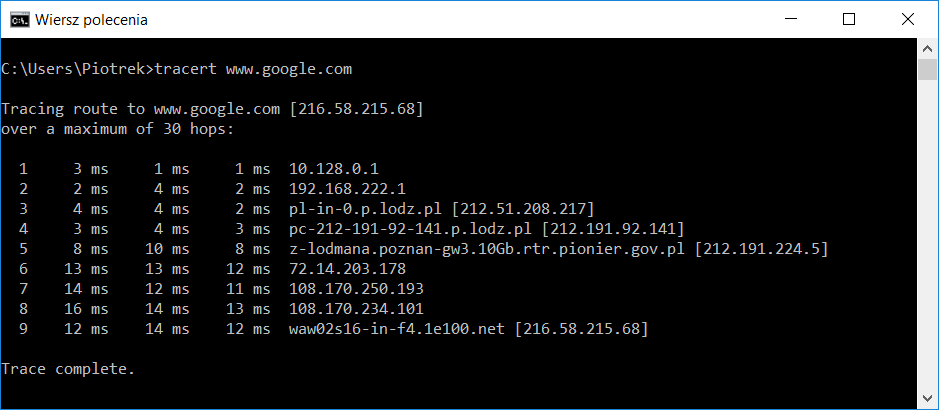 Wiersz polecenia
C:\Users\Piotrek>tracert www.google.com
Tracing route to www.google.com [216.58.215.68]
over a maximum of 30 hops:
1 3 ms 1 ms 1 ms 10.128.0.1
2 2 ms 4 ms 2 ms 192.168.222.1
3 4 ms 4 ms 2 ms pl-in-0.p.lodz.pl [212.51.208.217]
4 3 ms 4 ms 3 ms pc-212-191-92-141.p.lodz.pl [212.191.92.141]
5 8 ms 10 ms 8 ms z-lodmana.poznan-gw3.10Gb.rtr.pionier.gov.pl [212.191.224.5]
6 13 ms 13 ms 12 ms 72.14.203.178
7 14 ms 12 ms 11 ms 108.170.250.193
8 16 ms 14 ms 13 ms 108.170.234.101
9 12 ms 14 ms 12 ms waw02s16-in-f4.1e100.net [216.58.215.68]
Trace complete.